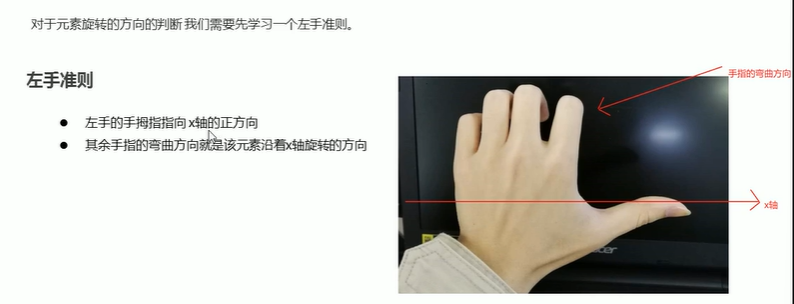 对于元素旋转的方向的判断 我们需要先学习一个左手准则。
左手准则
● 左手的手拇指指向 x轴的正方向
● 其余手指的弯曲方向就是该元素沿着x轴旋转的方向
手指的弯曲方向
x轴
acer